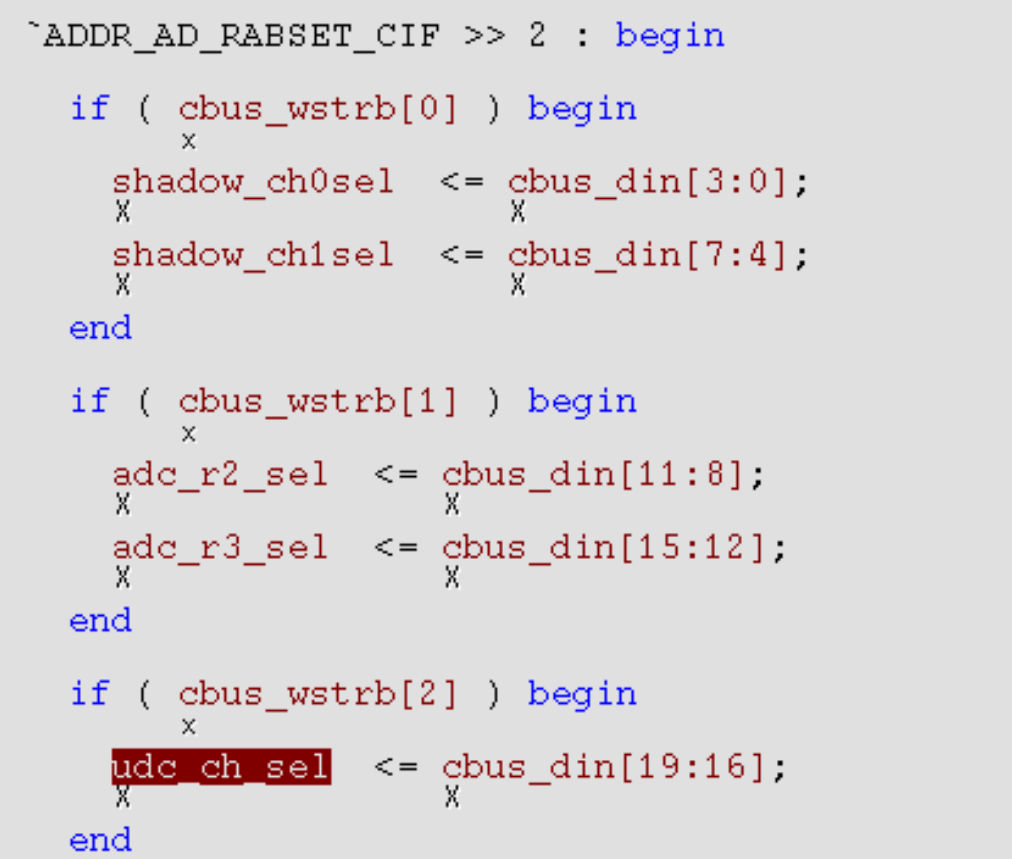 `ADDR_AD_RABSET_CIF >> 2 : begin
if ( cbus_wstrb[0] ) begin
x
shadow_ch0sel <= cbus_din[3:0];
X X
shadow_ch1sel <= cbus_din[7:4];
X X
end
if ( cbus_wstrb[1] ) begin
x
adc_r2_sel <= cbus_din[11:8];
X X
adc_r3_sel <= cbus_din[15:12];
X X
end
if ( cbus_wstrb[2] ) begin
x
udc_ch_sel <= cbus_din[19:16];
X X
end